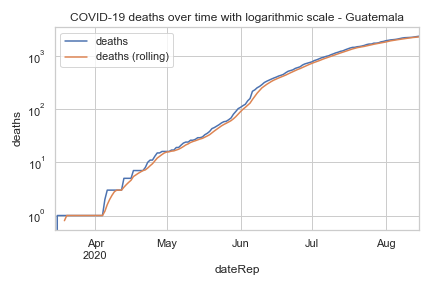 COVID-19 deaths over time with logarithmic scale - Guatemala
deaths
deaths (rolling)
10³
10²
10¹
10⁰
deaths
Apr
2020
May
Jun
Jul
Aug
dateRep